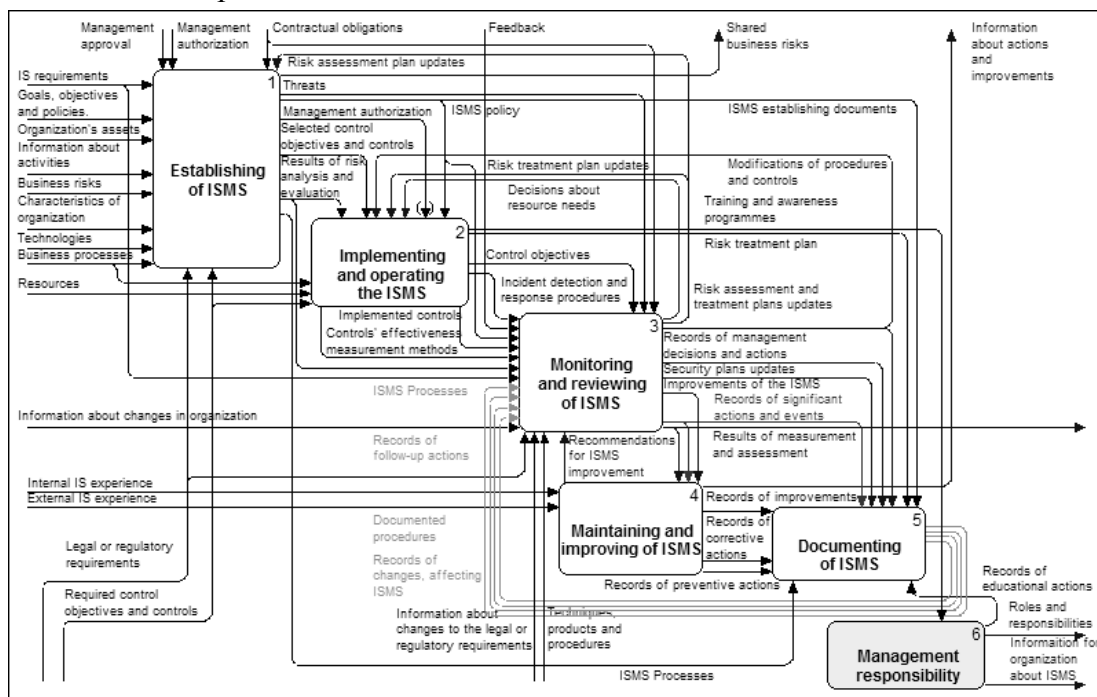 Management
approval
Management
authorization
Contractual obligations
Feedback
Shared
business risks
Information
about actions
and
improvements
Risk assessment plan updates
IS requirements
Goals, objectives
and policies.
Organization's assets
Information about
activities
Business risks
Characteristics of
organization
Technologies
Business processes
Resources
1
Establishing
of ISMS
Threats
Management authorization
ISMS policy
ISMS establishing documents
Selected control
objectives and controls
Results of risk
analysis and
evaluation
Risk treatment plan updates
Decisions about
resource needs
Modifications of procedures
and controls
Training and awareness
programmes
2
Implementing
and operating
the ISMS
Risk treatment plan
Control objectives
Incident detection and
response procedures
Risk assessment and
treatment plans updates
Implemented controls
Controls' effectiveness
measurement methods
3
Monitoring
and reviewing
of ISMS
Records of management
decisions and actions
Security plans updates
Improvements of the ISMS
ISMS Processes
Records of significant
actions and events
Information about changes in organization
Records of
follow-up actions
Recommendations
for ISMS
improvement
Results of measurement
and assessment
Internal IS experience
External IS experience
4
Maintaining and
improving of ISMS
Records of improvements
Documented
procedures
Records of
corrective
actions
5
Documenting
of ISMS
Legal or regulatory
requirements
Records of
changes, affecting
ISMS
Records of preventive actions
Records of
educational actions
Required control
objectives and controls
Information about
changes to the legal or
regulatory requirements
Techniques,
products and
procedures
Roles and
responsibilities
6
Management
responsibility
Informaition for
organization
about ISMS
ISMS Processes